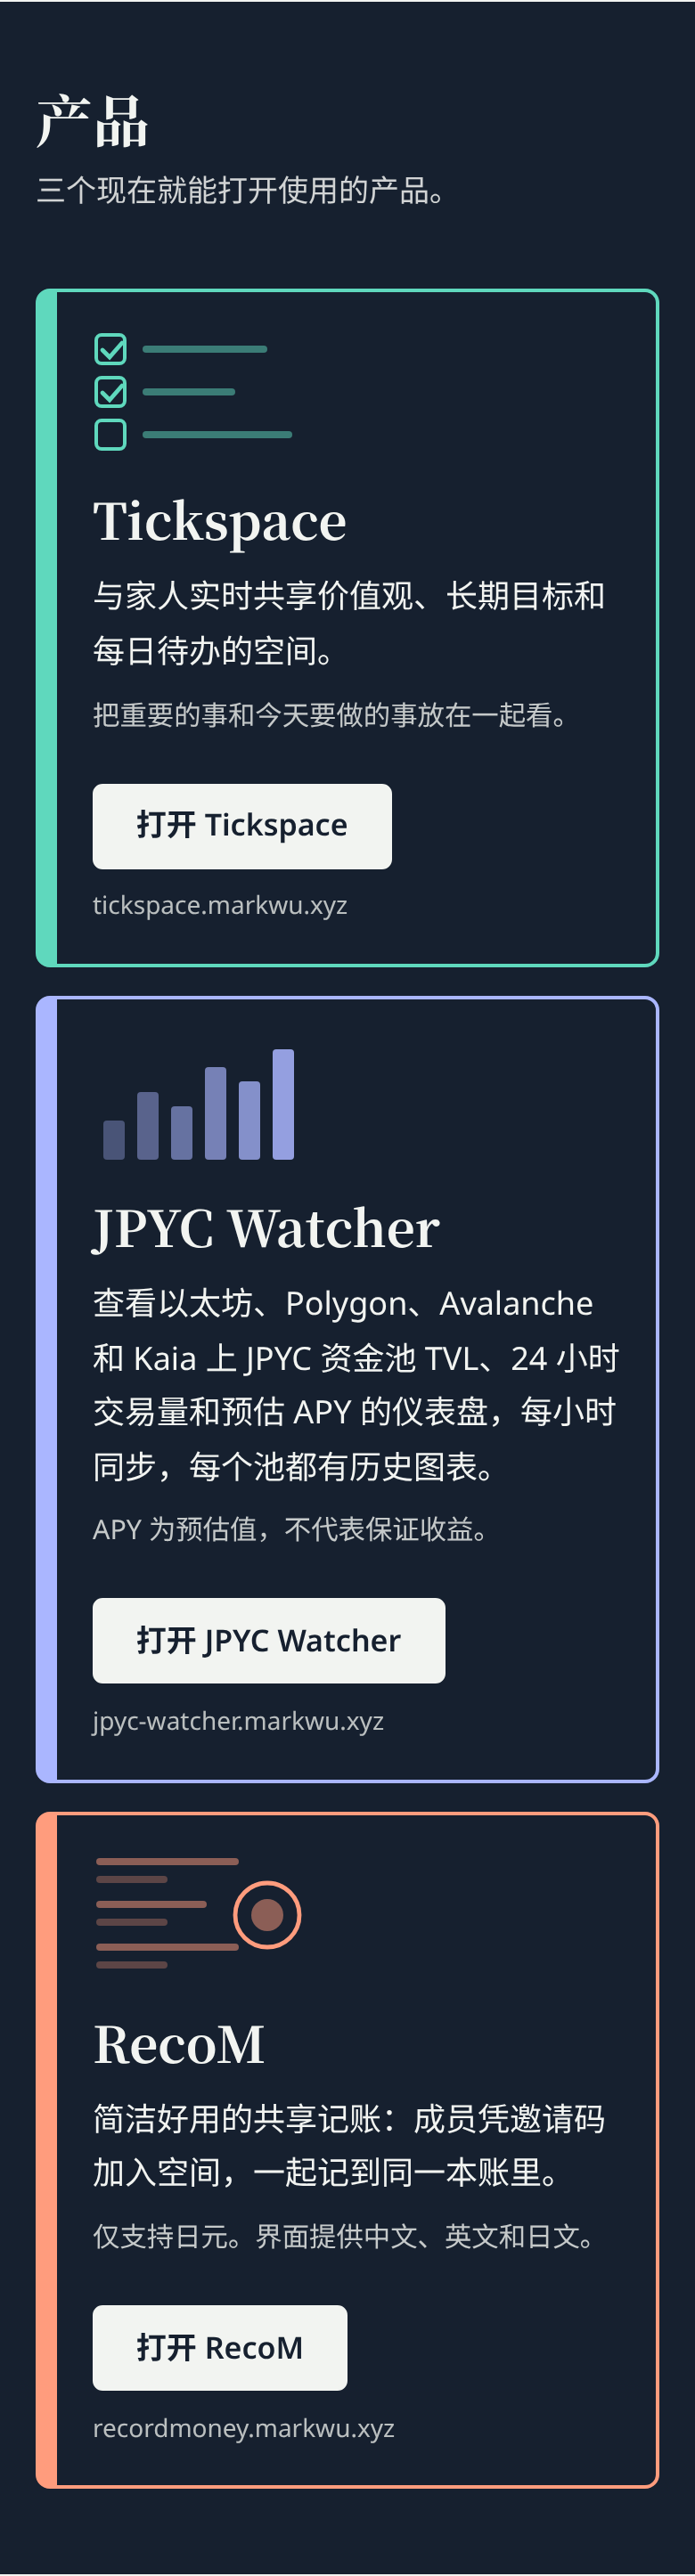 产品
三个现在就能打开使用的产品。
Tickspace
与家人实时共享价值观、长期目标和
每日待办的空间。
把重要的事和今天要做的事放在一起看。
打开 Tickspace
tickspace.markwu.xyz
JPYC Watcher
查看以太坊、Polygon、Avalanche
和 Kaia 上 JPYC 资金池 TVL、24 小时
交易量和预估 APY 的仪表盘，每小时
同步，每个池都有历史图表。
APY 为预估值，不代表保证收益。
打开 JPYC Watcher
jpyc-watcher.markwu.xyz
RecoM
简洁好用的共享记账：成员凭邀请码
加入空间，一起记到同一本账里。
仅支持日元。界面提供中文、英文和日文。
打开 RecoM
recordmoney.markwu.xyz